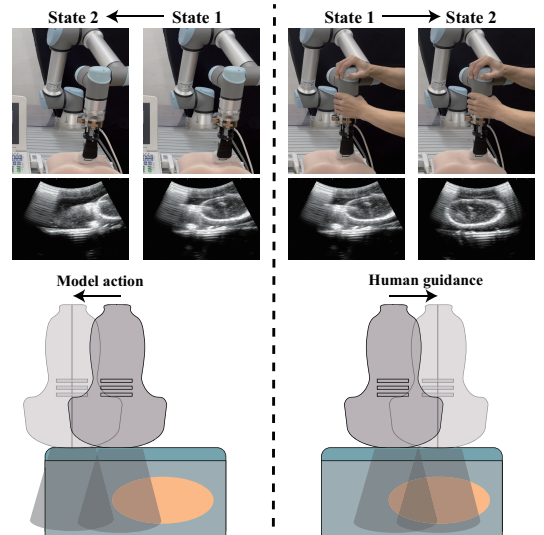 State 2 State 1
State 1 State 2
Model action
Human guidance